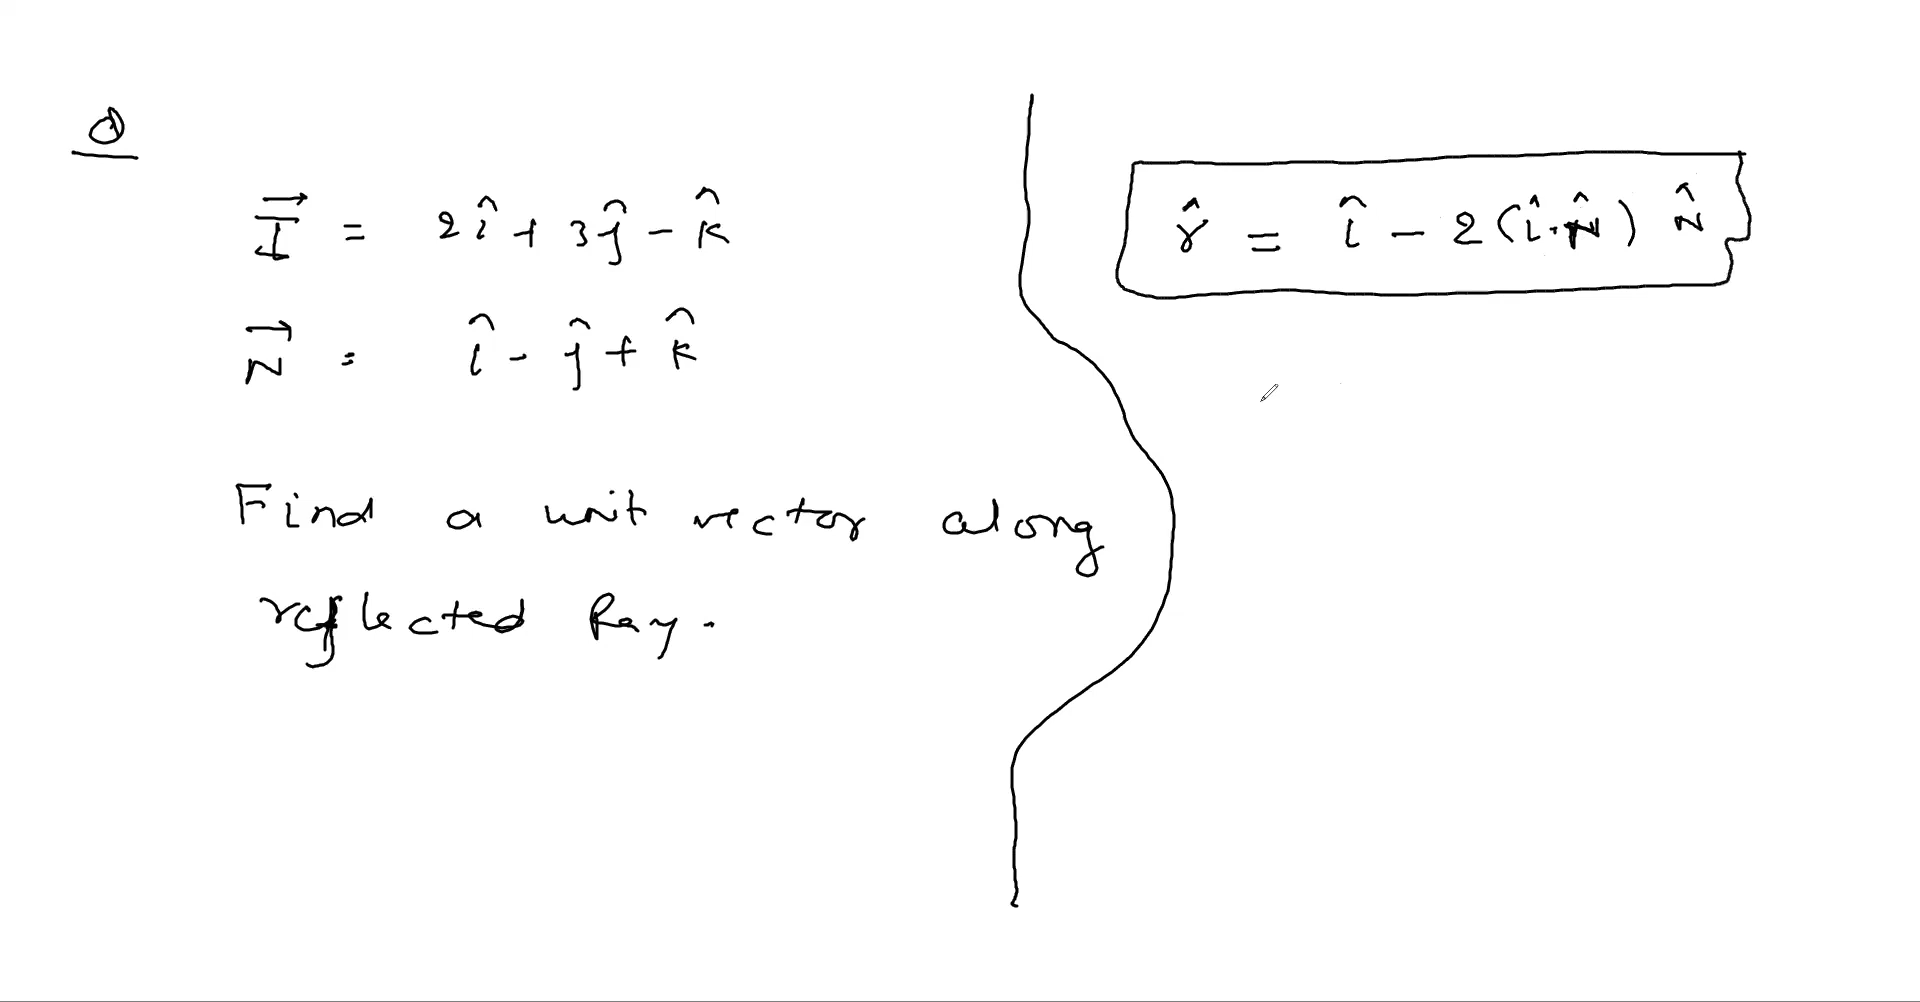 Q
I⃗ = 2î + 3ĵ - k̂
N⃗ = î - ĵ + k̂
Find a unit vector along
reflected Ray.
r̂ = î - 2(î.N̂) N̂